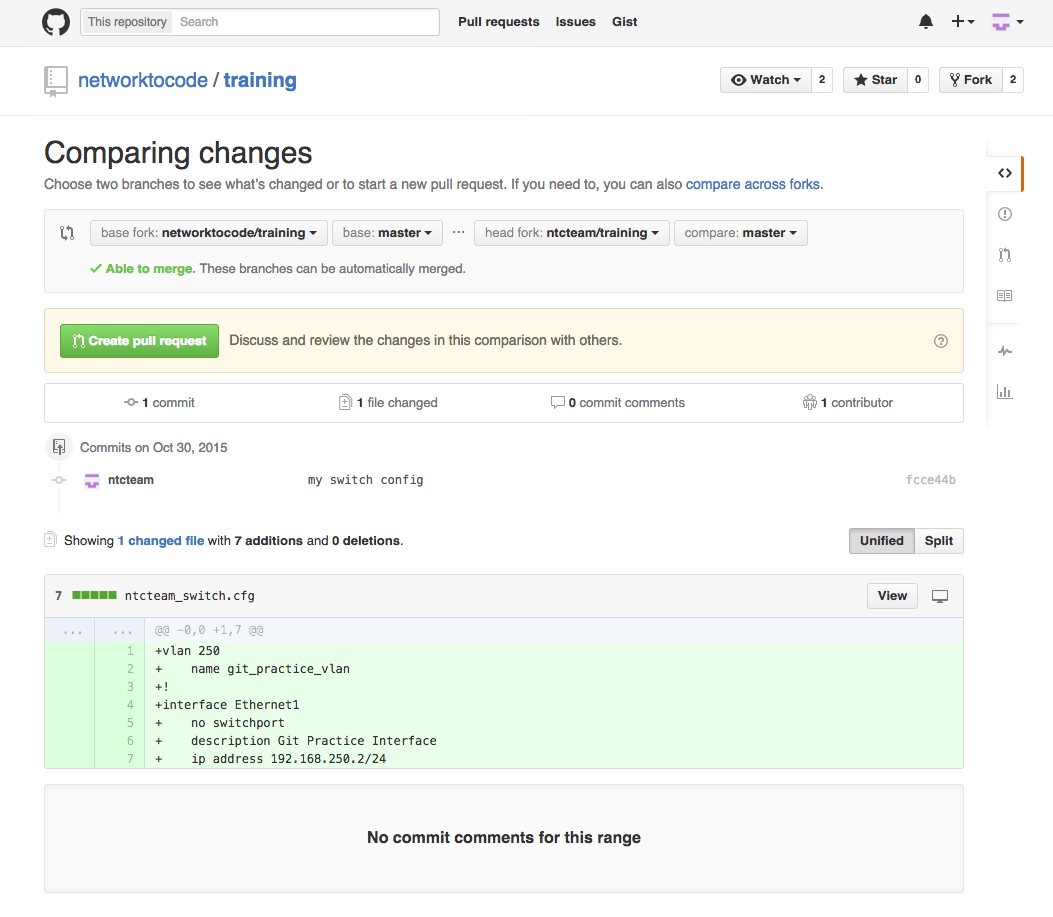 This repository Search Pull requests Issues Gist
networktocode / training Watch 2 Star 0 Fork 2
Comparing changes
Choose two branches to see what's changed or to start a new pull request. If you need to, you can also compare across forks.
base fork: networktocode/training base: master ... head fork: ntcteam/training compare: master
Able to merge. These branches can be automatically merged.
Create pull request Discuss and review the changes in this comparison with others.
1 commit 1 file changed 0 commit comments 1 contributor
Commits on Oct 30, 2015
ntcteam my switch config fcce44b
Showing 1 changed file with 7 additions and 0 deletions. Unified Split
7 ntcteam_switch.cfg View
... ... @@ -0,0 +1,7 @@
1 +vlan 250
2 +    name git_practice_vlan
3 +!
4 +interface Ethernet1
5 +    no switchport
6 +    description Git Practice Interface
7 +    ip address 192.168.250.2/24
No commit comments for this range